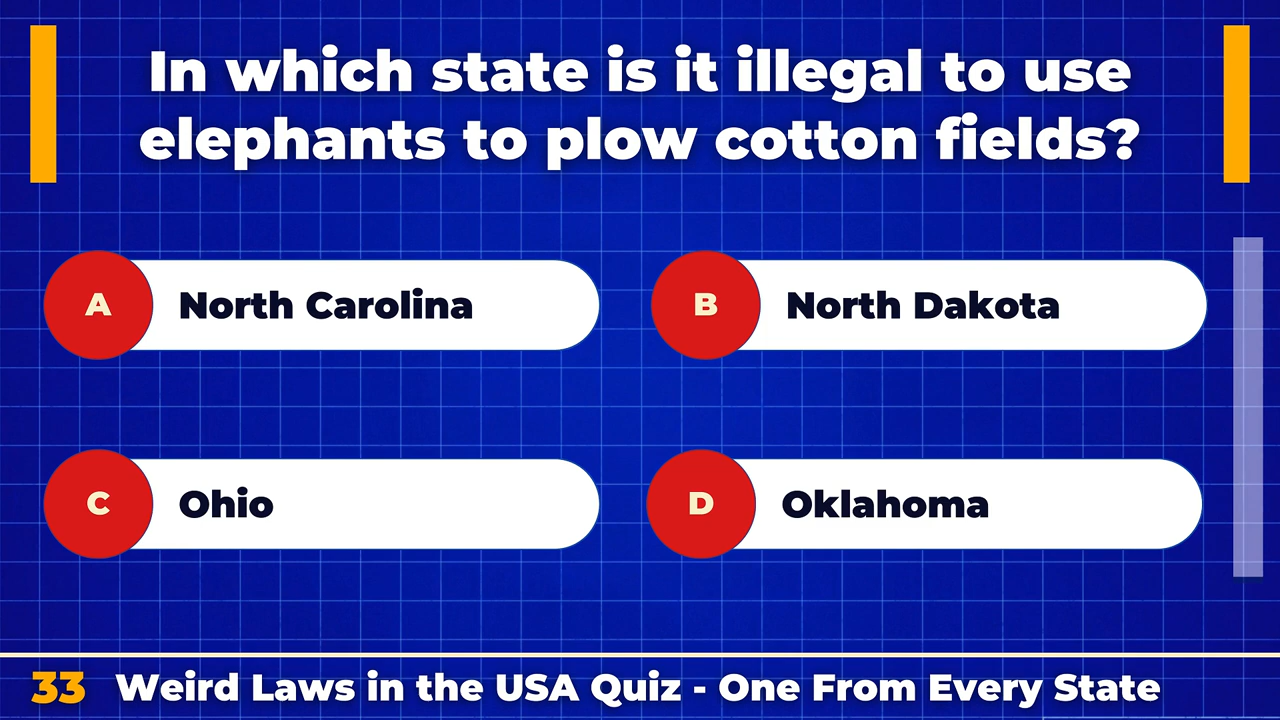 In which state is it illegal to use
elephants to plow cotton fields?
A North Carolina
B North Dakota
C Ohio
D Oklahoma
33 Weird Laws in the USA Quiz - One From Every State